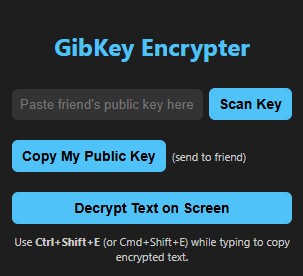 GibKey Encrypter
Paste friend's public key here Scan Key
Copy My Public Key (send to friend)
Decrypt Text on Screen
Use Ctrl+Shift+E (or Cmd+Shift+E) while typing to copy
encrypted text.